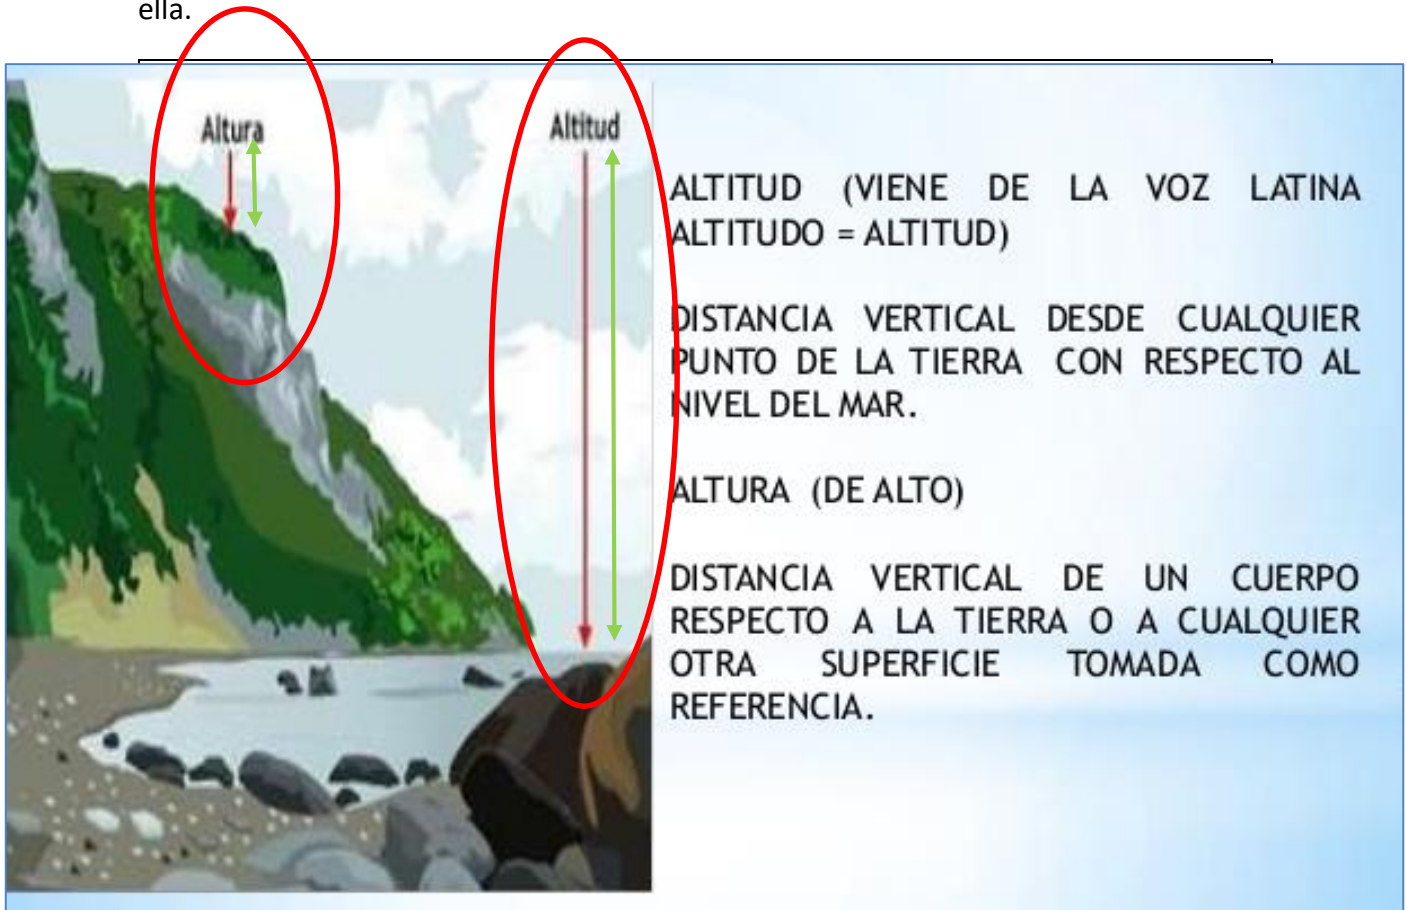 ella.
Altura
Altitud
ALTITUD (VIENE DE LA VOZ LATINA
ALTITUDO = ALTITUD)
DISTANCIA VERTICAL DESDE CUALQUIER
PUNTO DE LA TIERRA CON RESPECTO AL
NIVEL DEL MAR.
ALTURA (DE ALTO)
DISTANCIA VERTICAL DE UN CUERPO
RESPECTO A LA TIERRA O A CUALQUIER
OTRA SUPERFICIE TOMADA COMO
REFERENCIA.